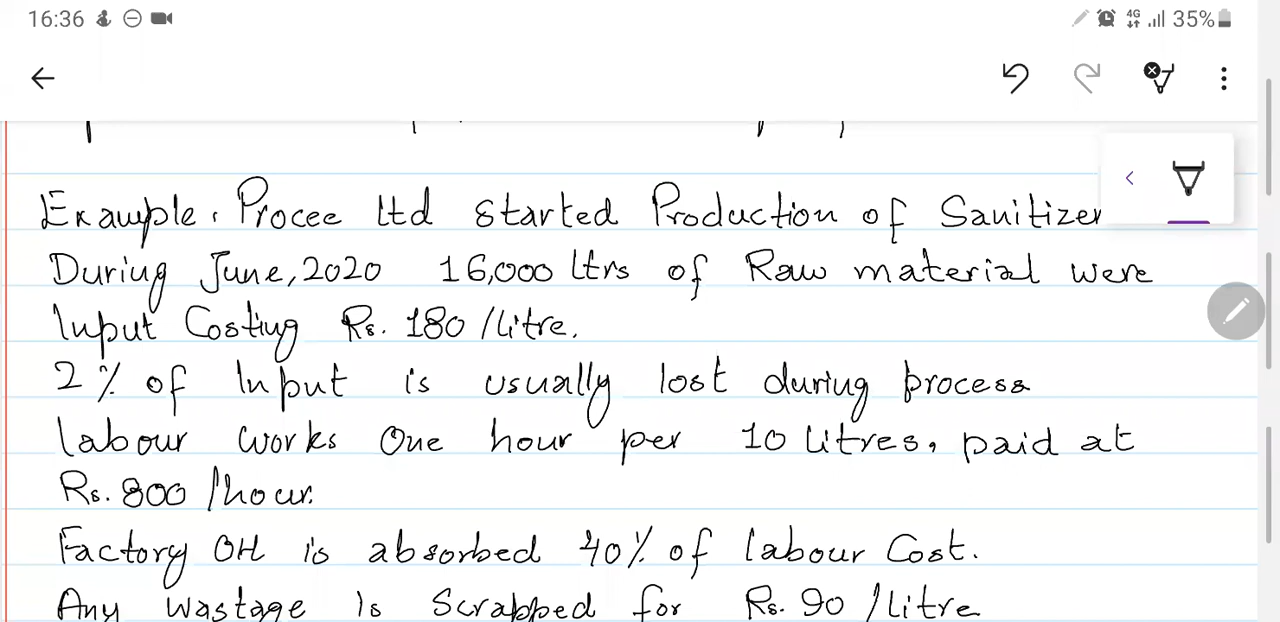 16:36 4G 35%
Example. Procee Ltd started Production of Sanitizer
During June, 2020 16,000 ltrs of Raw material were
Input Costing Rs. 180 /litre.
2% of Input is usually lost during process
labour works One hour per 10 Litres, paid at
Rs. 800 /hour.
Factory OH is absorbed 40% of labour Cost.
Any wastage is Scrapped for Rs. 90 /Litre